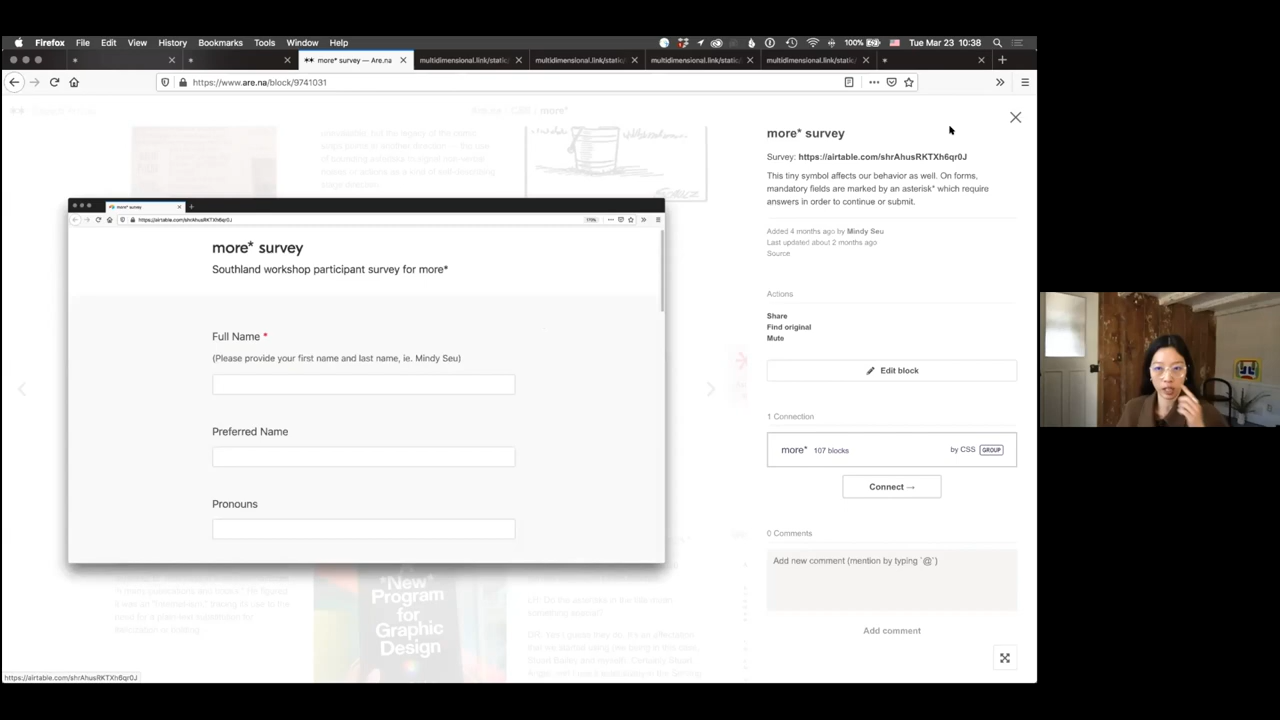 Firefox File Edit View History Bookmarks Tools Window Help
100% Tue Mar 23 10:38
** more* survey — Are.na
multidimensional.link/static/
multidimensional.link/static/
multidimensional.link/static/
multidimensional.link/static/
https://www.are.na/block/9741031
more* survey
Survey: https://airtable.com/shrAhusRKTXh6qr0J
This tiny symbol affects our behavior as well. On forms,
mandatory fields are marked by an asterisk* which require
answers in order to continue or submit.
Added 4 months ago by Mindy Seu
Last updated about 2 months ago
Source
Actions
Share
Find original
Mute
Edit block
1 Connection
more* 107 blocks by CSS GROUP
Connect →
0 Comments
Add new comment (mention by typing `@`)
Add comment
more* survey
https://airtable.com/shrAhusRKTXh6qr0J
more* survey
Southland workshop participant survey for more*
Full Name *
(Please provide your first name and last name, ie. Mindy Seu)
Preferred Name
Pronouns
*New*
Program
for
Graphic
Design
https://airtable.com/shrAhusRKTXh6qr0J